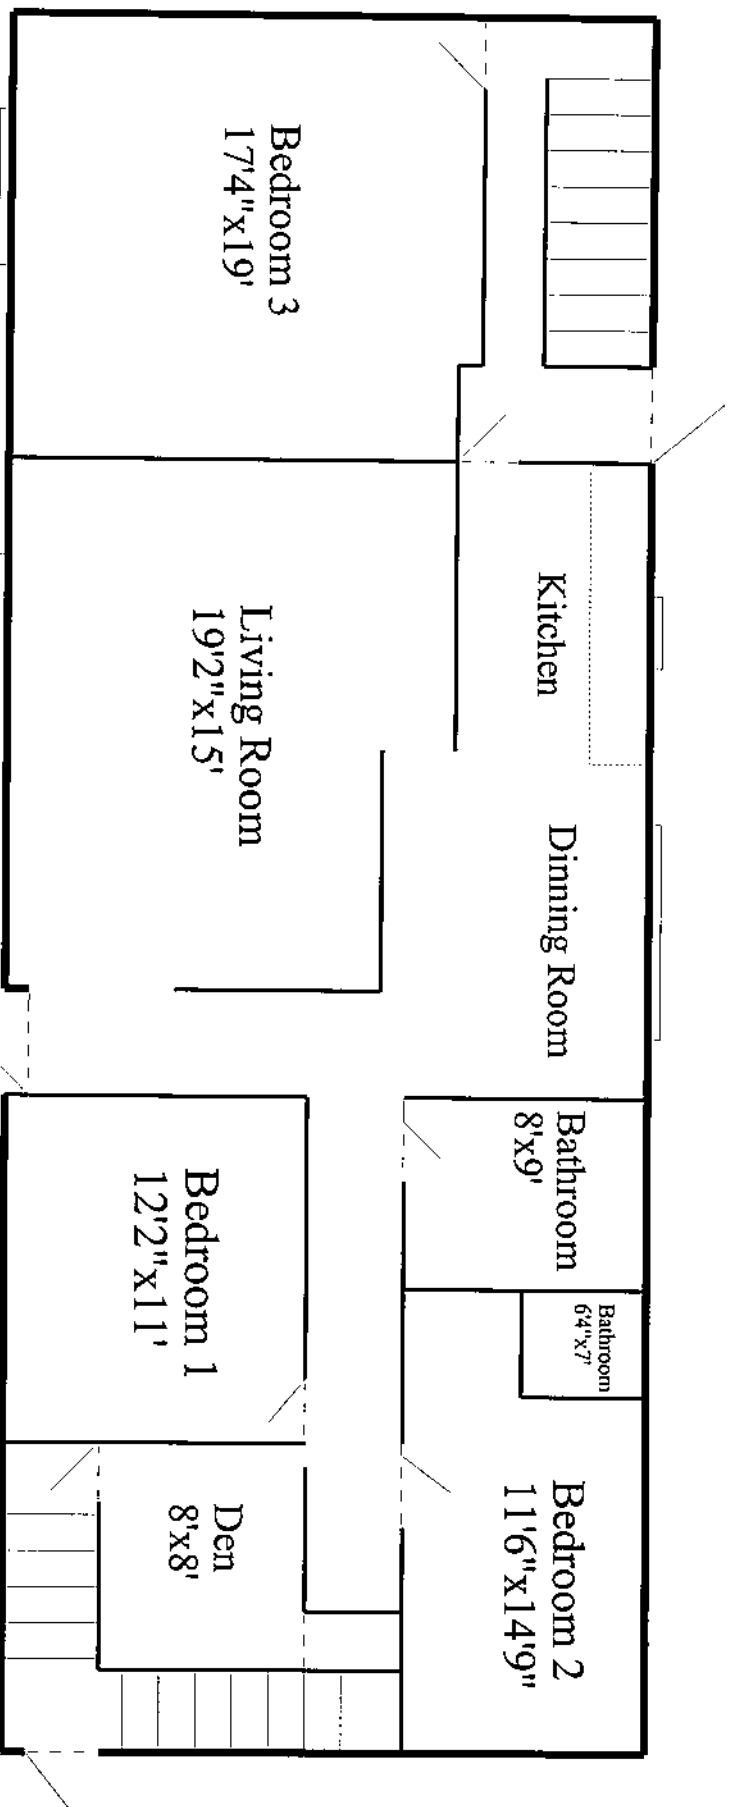 Bedroom 3
17'4"x19'
Kitchen
Living Room
19'2"x15'
Dinning Room
Bathroom
8'x9'
Bedroom 1
12'2"x11'
Bathroom
6'4"x7'
Den
8'x8'
Bedroom 2
11'6"x14'9"